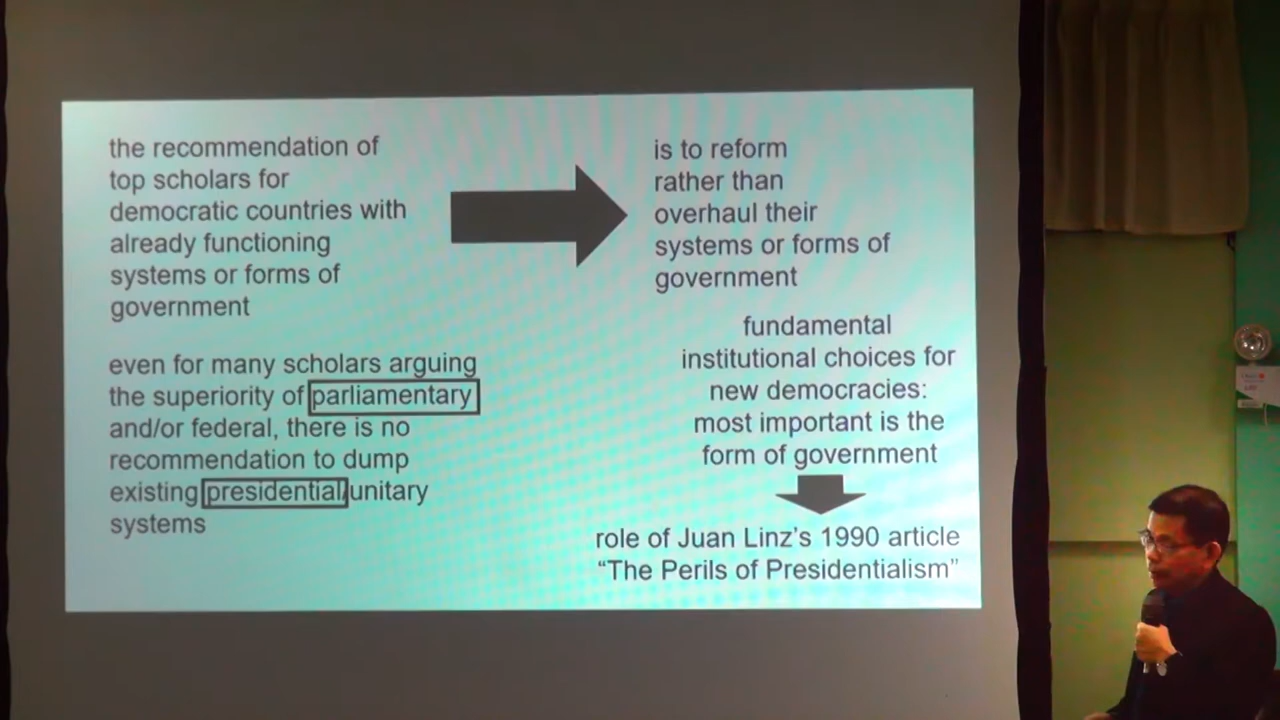 the recommendation of
top scholars for
democratic countries with
already functioning
systems or forms of
government
is to reform
rather than
overhaul their
systems or forms of
government
even for many scholars arguing
the superiority of parliamentary
and/or federal, there is no
recommendation to dump
existing presidential/unitary
systems
fundamental
institutional choices for
new democracies:
most important is the
form of government
role of Juan Linz's 1990 article
“The Perils of Presidentialism”